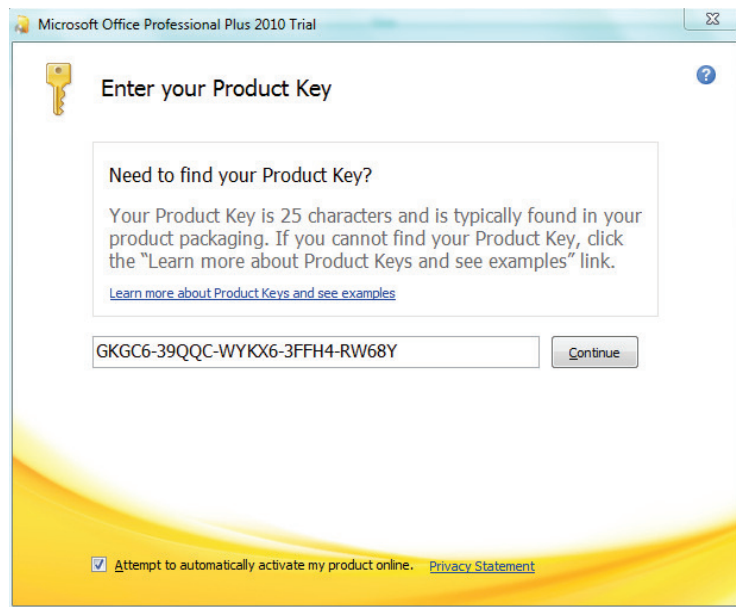 Microsoft Office Professional Plus 2010 Trial
Enter your Product Key
Need to find your Product Key?
Your Product Key is 25 characters and is typically found in your
product packaging. If you cannot find your Product Key, click
the “Learn more about Product Keys and see examples” link.
Learn more about Product Keys and see examples
GKGC6-39QQC-WYKX6-3FFH4-RW68Y
Continue
Attempt to automatically activate my product online. Privacy Statement